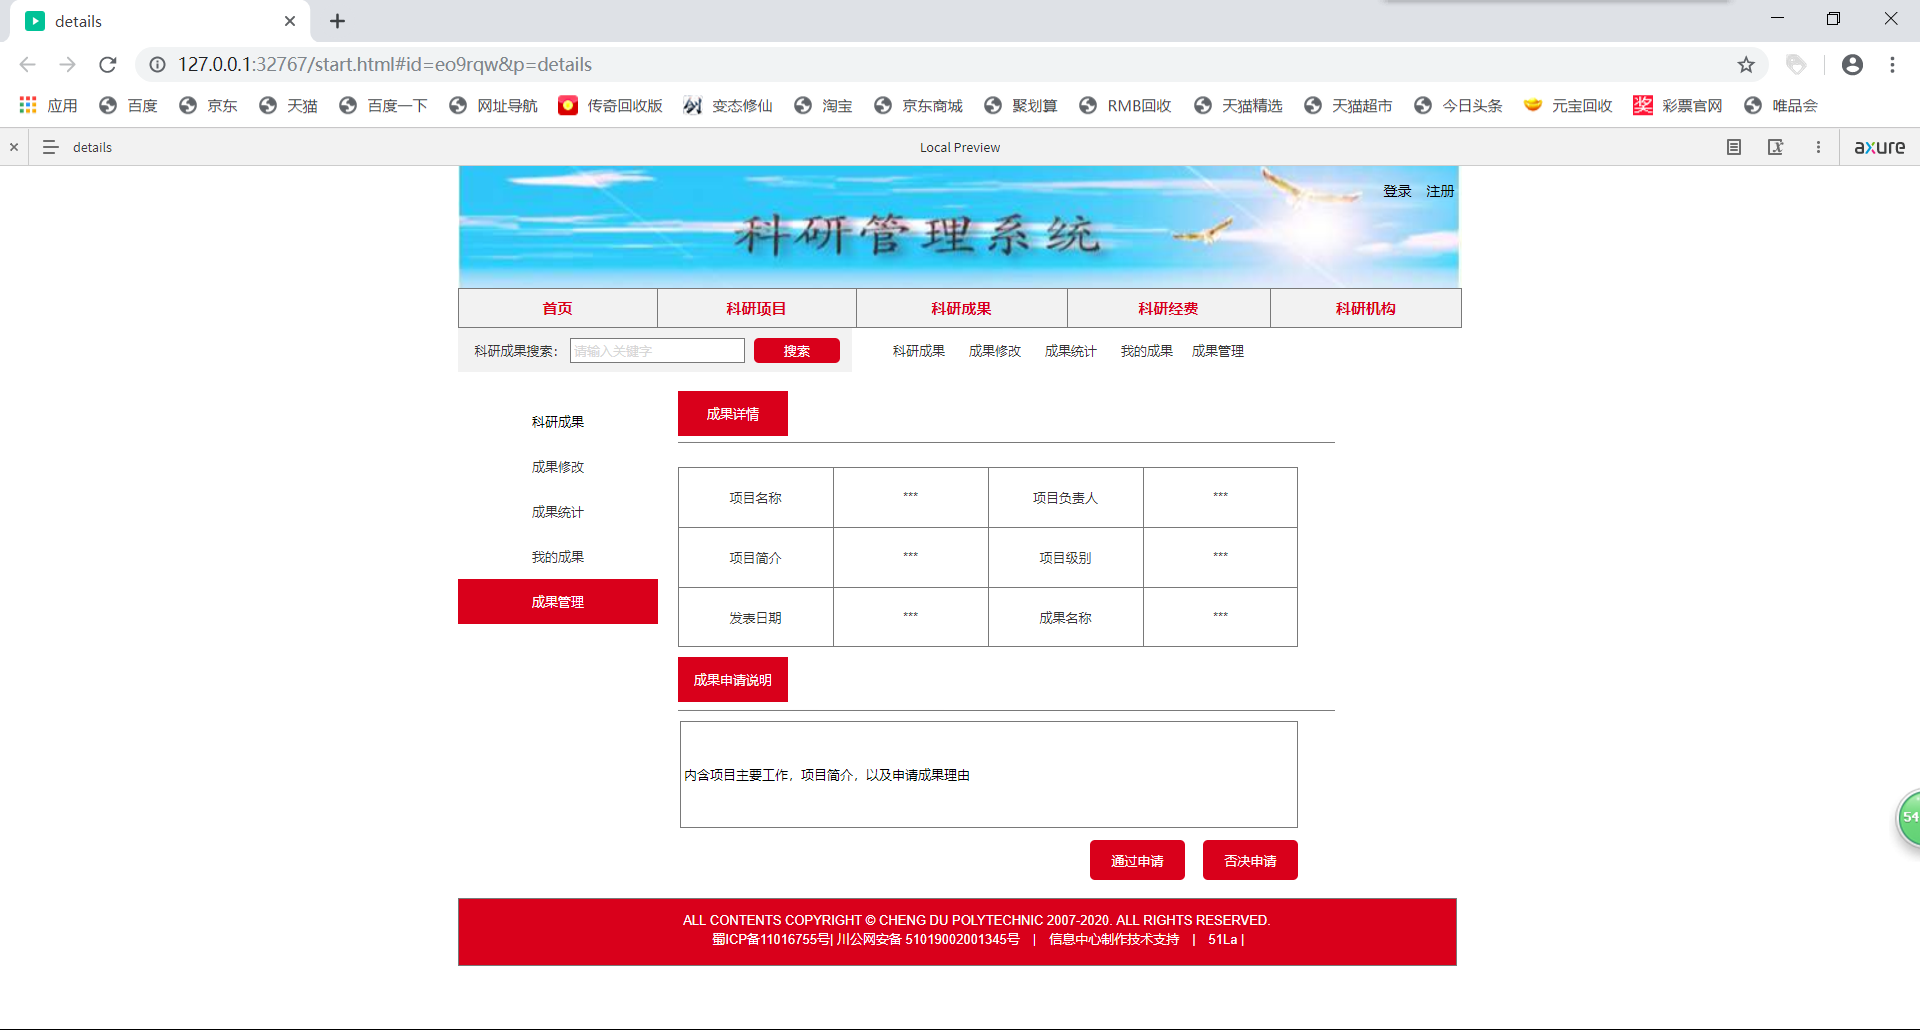 details
127.0.0.1:32767/start.html#id=eo9rqw&p=details
应用 百度 京东 天猫 百度一下 网址导航 传奇回收版 变态修仙 淘宝 京东商城 聚划算 RMB回收 天猫精选 天猫超市 今日头条 元宝回收 奖 彩票官网 唯品会
details Local Preview axure
登录 注册
科研管理系统
首页 科研项目 科研成果 科研经费 科研机构
科研成果搜索： 请输入关键字 搜索 科研成果 成果修改 成果统计 我的成果 成果管理
科研成果
成果修改
成果统计
我的成果
成果管理
成果详情
项目名称 *** 项目负责人 ***
项目简介 *** 项目级别 ***
发表日期 *** 成果名称 ***
成果申请说明
内含项目主要工作，项目简介，以及申请成果理由
通过申请 否决申请
54
ALL CONTENTS COPYRIGHT © CHENG DU POLYTECHNIC 2007-2020. ALL RIGHTS RESERVED.
蜀ICP备11016755号| 川公网安备 51019002001345号 | 信息中心制作技术支持 | 51La |